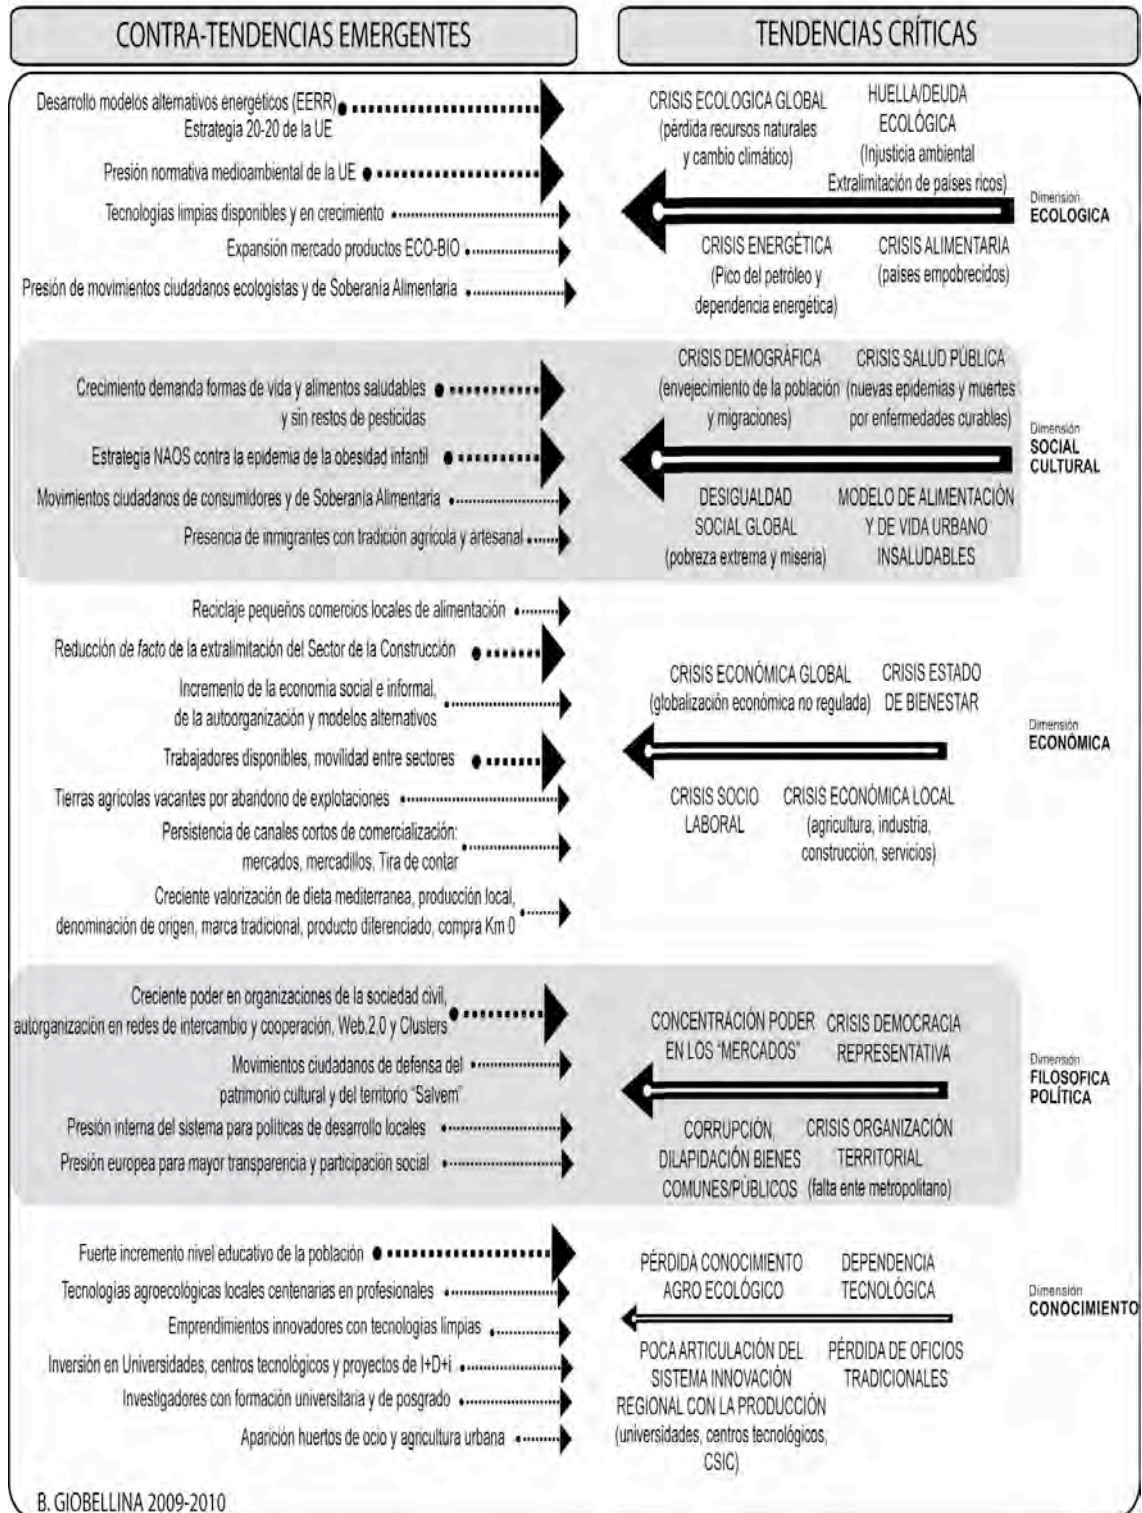 CONTRA-TENDENCIAS EMERGENTES
TENDENCIAS CRÍTICAS
Desarrollo modelos alternativos energéticos (EERR)
Estrategia 20-20 de la UE
Presión normativa medioambiental de la UE
Tecnologías limpias disponibles y en crecimiento
Expansión mercado productos ECO-BIO
Presión de movimientos ciudadanos ecologistas y de Soberanía Alimentaria
CRISIS ECOLOGICA GLOBAL
(pérdida recursos naturales
y cambio climático)
HUELLA/DEUDA
ECOLÓGICA
(Injusticia ambiental
Extralimitación de países ricos)
CRISIS ENERGÉTICA
(Pico del petróleo y
dependencia energética)
CRISIS ALIMENTARIA
(países empobrecidos)
Dimensión
ECOLOGICA
Crecimiento demanda formas de vida y alimentos saludables
y sin restos de pesticidas
Estrategia NAOS contra la epidemia de la obesidad infantil
Movimientos ciudadanos de consumidores y de Soberanía Alimentaria
Presencia de inmigrantes con tradición agrícola y artesanal
CRISIS DEMOGRÁFICA
(envejecimiento de la población
y migraciones)
CRISIS SALUD PÚBLICA
(nuevas epidemias y muertes
por enfermedades curables)
DESIGUALDAD
SOCIAL GLOBAL
(pobreza extrema y miseria)
MODELO DE ALIMENTACIÓN
Y DE VIDA URBANO
INSALUDABLES
Dimensión
SOCIAL
CULTURAL
Reciclaje pequeños comercios locales de alimentación
Reducción de facto de la extralimitación del Sector de la Construcción
Incremento de la economia social e informal,
de la autoorganización y modelos alternativos
Trabajadores disponibles, movilidad entre sectores
Tierras agrícolas vacantes por abandono de explotaciones
Persistencia de canales cortos de comercialización:
mercados, mercadillos, Tira de contar
Creciente valorización de dieta mediterranea, producción local,
denominación de origen, marca tradicional, producto diferenciado, compra Km 0
CRISIS ECONÓMICA GLOBAL
(globalización económica no regulada)
CRISIS ESTADO
DE BIENESTAR
CRISIS SOCIO
LABORAL
CRISIS ECONÓMICA LOCAL
(agricultura, industria,
construcción, servicios)
Dimensión
ECONÓMICA
Creciente poder en organizaciones de la sociedad civil,
autorganización en redes de intercambio y cooperación, Web.2.0 y Clusters
Movimientos ciudadanos de defensa del
patrimonio cultural y del territorio "Salvem"
Presión interna del sistema para políticas de desarrollo locales
Presión europea para mayor transparencia y participación social
CONCENTRACIÓN PODER
EN LOS "MERCADOS"
CRISIS DEMOCRACIA
REPRESENTATIVA
CORRUPCIÓN,
DILAPIDACIÓN BIENES
COMUNES/PÚBLICOS
CRISIS ORGANIZACIÓN
TERRITORIAL
(falta ente metropolitano)
Dimensión
FILOSOFICA
POLÍTICA
Fuerte incremento nivel educativo de la población
Tecnologías agroecológicas locales centenarias en profesionales
Emprendimientos innovadores con tecnologías limpias
Inversión en Universidades, centros tecnológicos y proyectos de I+D+i
Investigadores con formación universitaria y de posgrado
Aparición huertos de ocio y agricultura urbana
PÉRDIDA CONOCIMIENTO
AGRO ECOLÓGICO
DEPENDENCIA
TECNOLÓGICA
POCA ARTICULACIÓN DEL
SISTEMA INNOVACIÓN
REGIONAL CON LA PRODUCCIÓN
(universidades, centros tecnológicos,
CSIC)
PÉRDIDA DE OFICIOS
TRADICIONALES
Dimensión
CONOCIMIENTO
B. GIOBELLINA 2009-2010